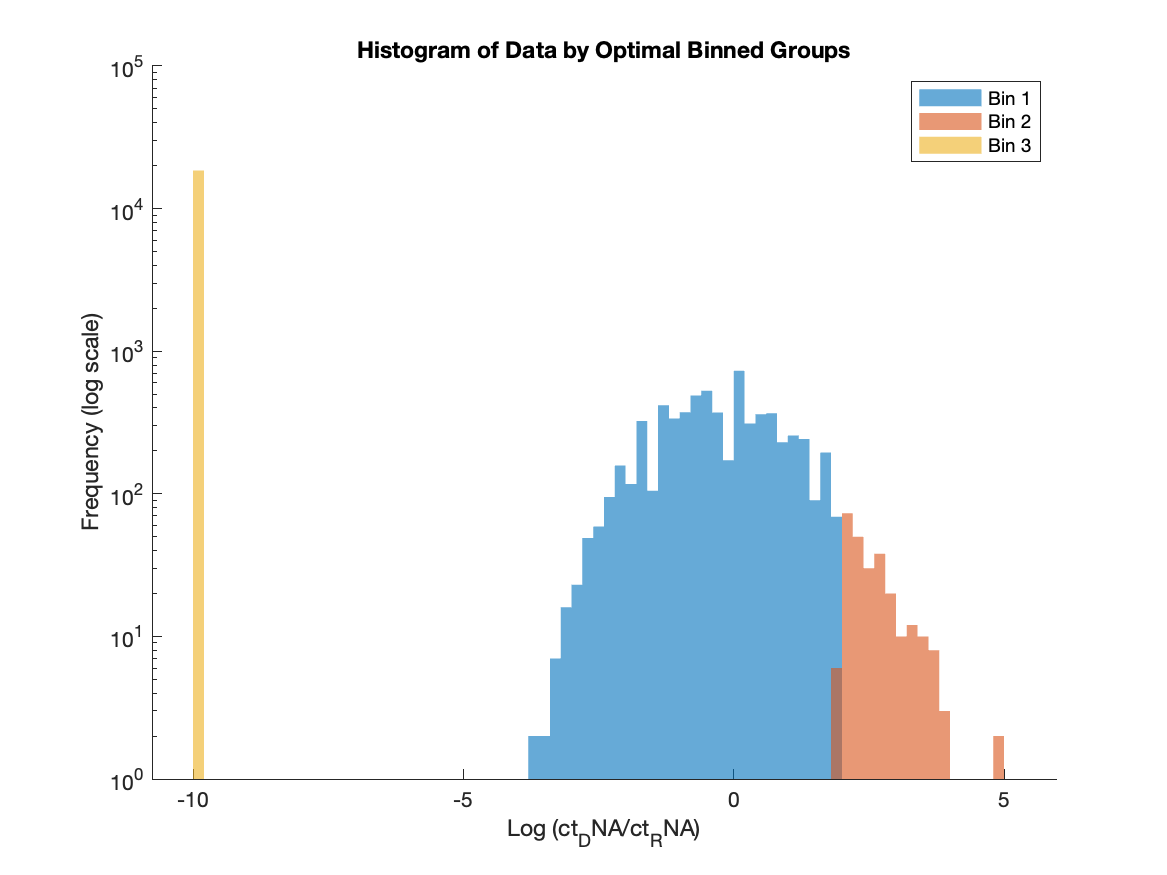 Histogram of Data by Optimal Binned Groups
Bin 1
Bin 2
Bin 3
Frequency (log scale)
10^5
10^4
10^3
10^2
10^1
10^0
-10 -5 0 5
Log (ct_DNA/ct_RNA)